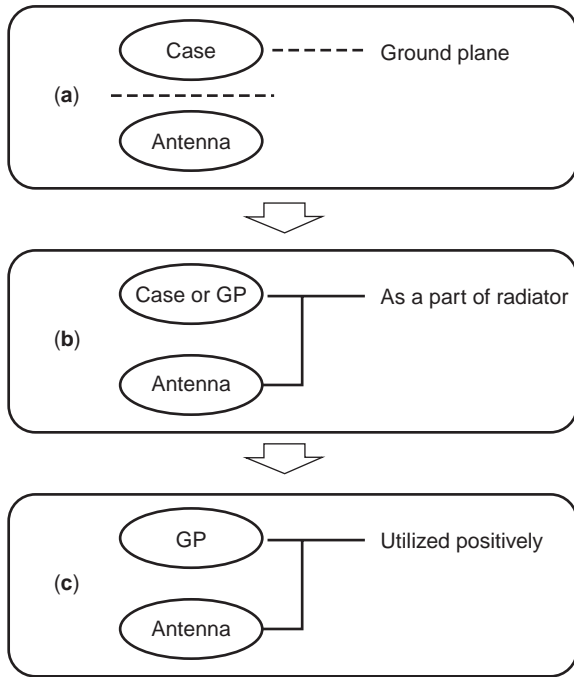 Case
Ground plane
(a)
Antenna
Case or GP
As a part of radiator
(b)
Antenna
GP
Utilized positively
(c)
Antenna